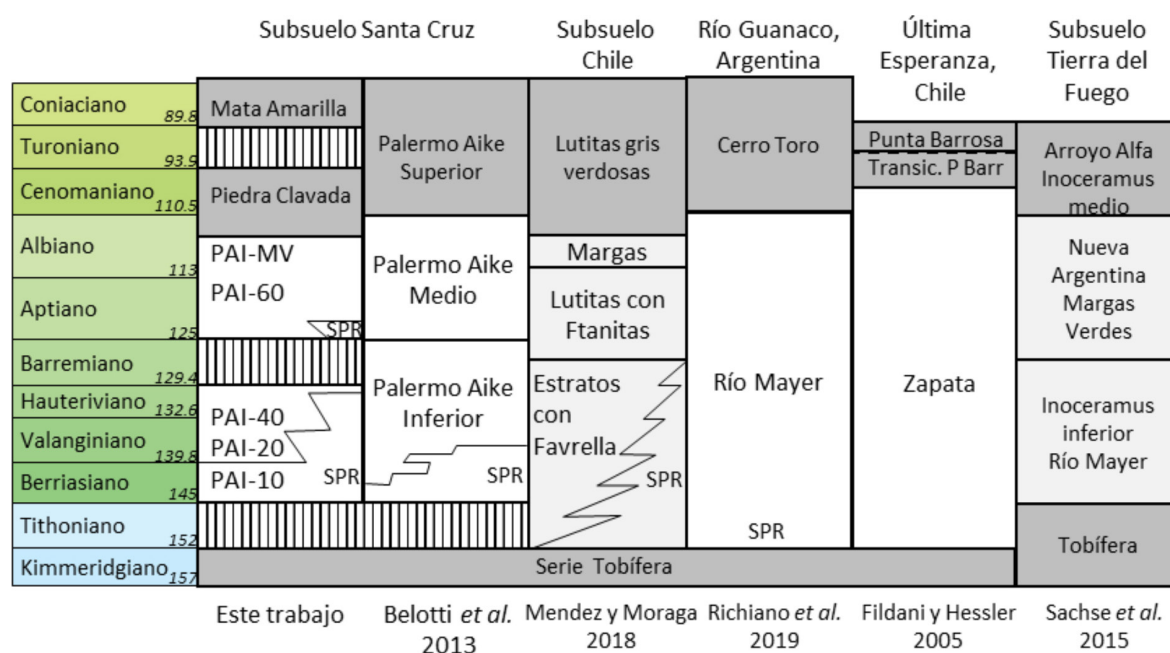 Subsuelo Santa Cruz
Subsuelo
Chile
Río Guanaco,
Argentina
Última
Esperanza,
Chile
Subsuelo
Tierra del
Fuego
Coniaciano
89.8
Turoniano
93.9
Cenomaniano
110.5
Albiano
113
Aptiano
125
Barremiano
129.4
Hauteriviano
132.6
Valanginiano
139.8
Berriasiano
145
Tithoniano
152
Kimmeridgiano
157
Mata Amarilla
Piedra Clavada
PAI-MV
PAI-60
SPR
PAI-40
PAI-20
PAI-10
SPR
Palermo Aike
Superior
Palermo Aike
Medio
Palermo Aike
Inferior
SPR
Lutitas gris
verdosas
Margas
Lutitas con
Ftanitas
Estratos
con
Favrella
SPR
Cerro Toro
Río Mayer
SPR
Punta Barrosa
Transic. P Barr
Zapata
Arroyo Alfa
Inoceramus
medio
Nueva
Argentina
Margas
Verdes
Inoceramus
inferior
Río Mayer
Tobífera
Serie Tobífera
Este trabajo
Belotti et al.
2013
Mendez y Moraga
2018
Richiano et al.
2019
Fildani y Hessler
2005
Sachse et al.
2015